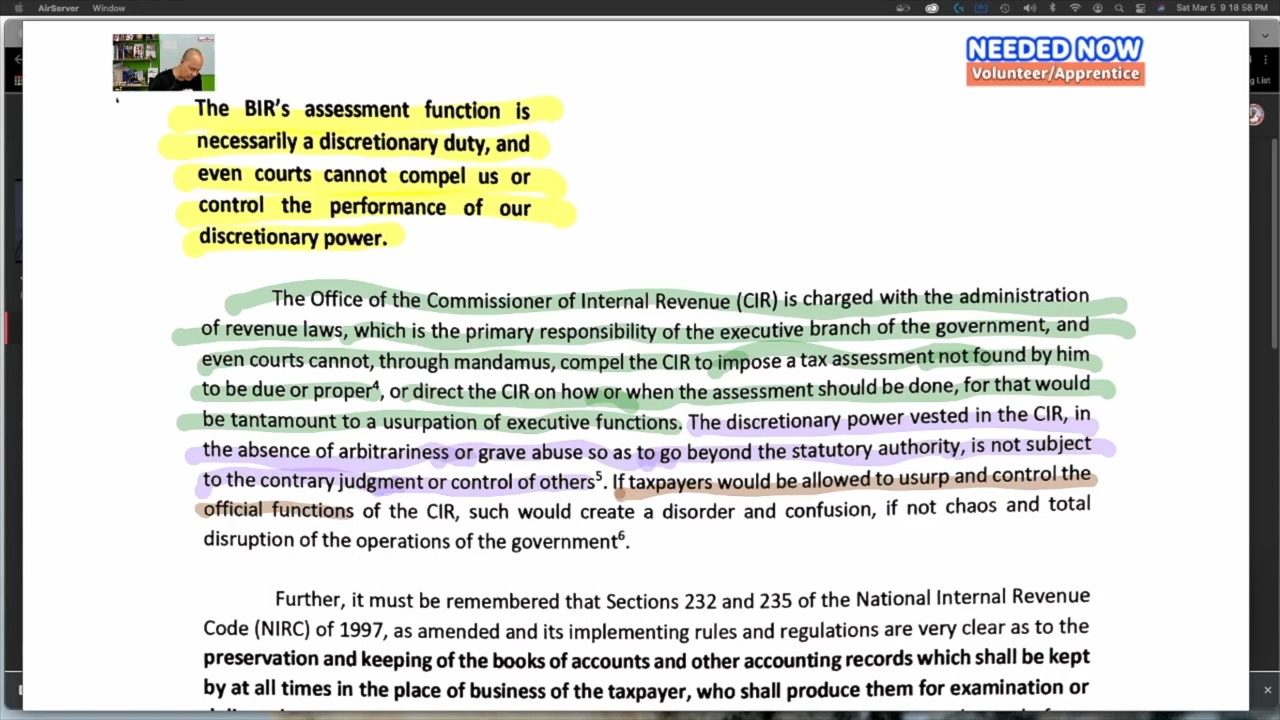 AirServer Window Sat Mar 5 9:18:58 PM
NEEDED NOW
Volunteer/Apprentice
ng List
The BIR's assessment function is
necessarily a discretionary duty, and
even courts cannot compel us or
control the performance of our
discretionary power.
The Office of the Commissioner of Internal Revenue (CIR) is charged with the administration
of revenue laws, which is the primary responsibility of the executive branch of the government, and
even courts cannot, through mandamus, compel the CIR to impose a tax assessment not found by him
to be due or proper⁴, or direct the CIR on how or when the assessment should be done, for that would
be tantamount to a usurpation of executive functions. The discretionary power vested in the CIR, in
the absence of arbitrariness or grave abuse so as to go beyond the statutory authority, is not subject
to the contrary judgment or control of others⁵. If taxpayers would be allowed to usurp and control the
official functions of the CIR, such would create a disorder and confusion, if not chaos and total
disruption of the operations of the government⁶.
Further, it must be remembered that Sections 232 and 235 of the National Internal Revenue
Code (NIRC) of 1997, as amended and its implementing rules and regulations are very clear as to the
preservation and keeping of the books of accounts and other accounting records which shall be kept
by at all times in the place of business of the taxpayer, who shall produce them for examination or